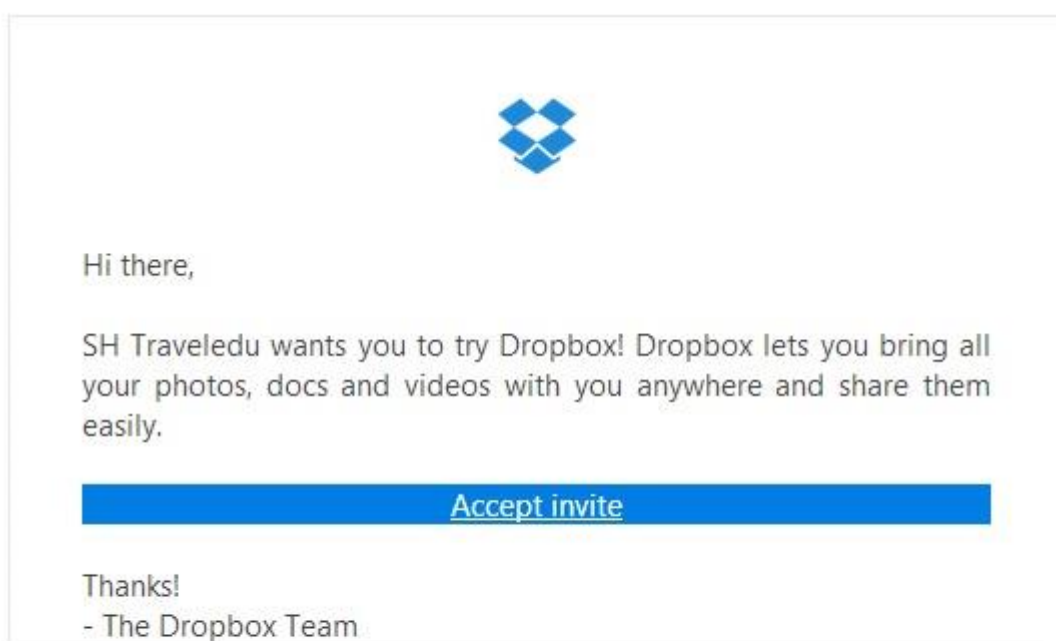 Hi there,
SH Traveledu wants you to try Dropbox! Dropbox lets you bring all
your photos, docs and videos with you anywhere and share them
easily.
Accept invite
Thanks!
- The Dropbox Team